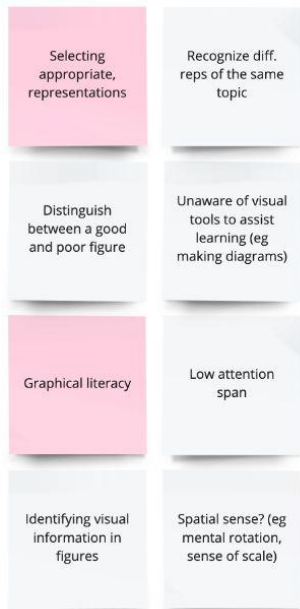 Selecting
appropriate,
representations
Recognize diff.
reps of the same
topic
Distinguish
between a good
and poor figure
Unaware of visual
tools to assist
learning (eg
making diagrams)
Graphical literacy
Low attention
span
Identifying visual
information in
figures
Spatial sense? (eg
mental rotation,
sense of scale)